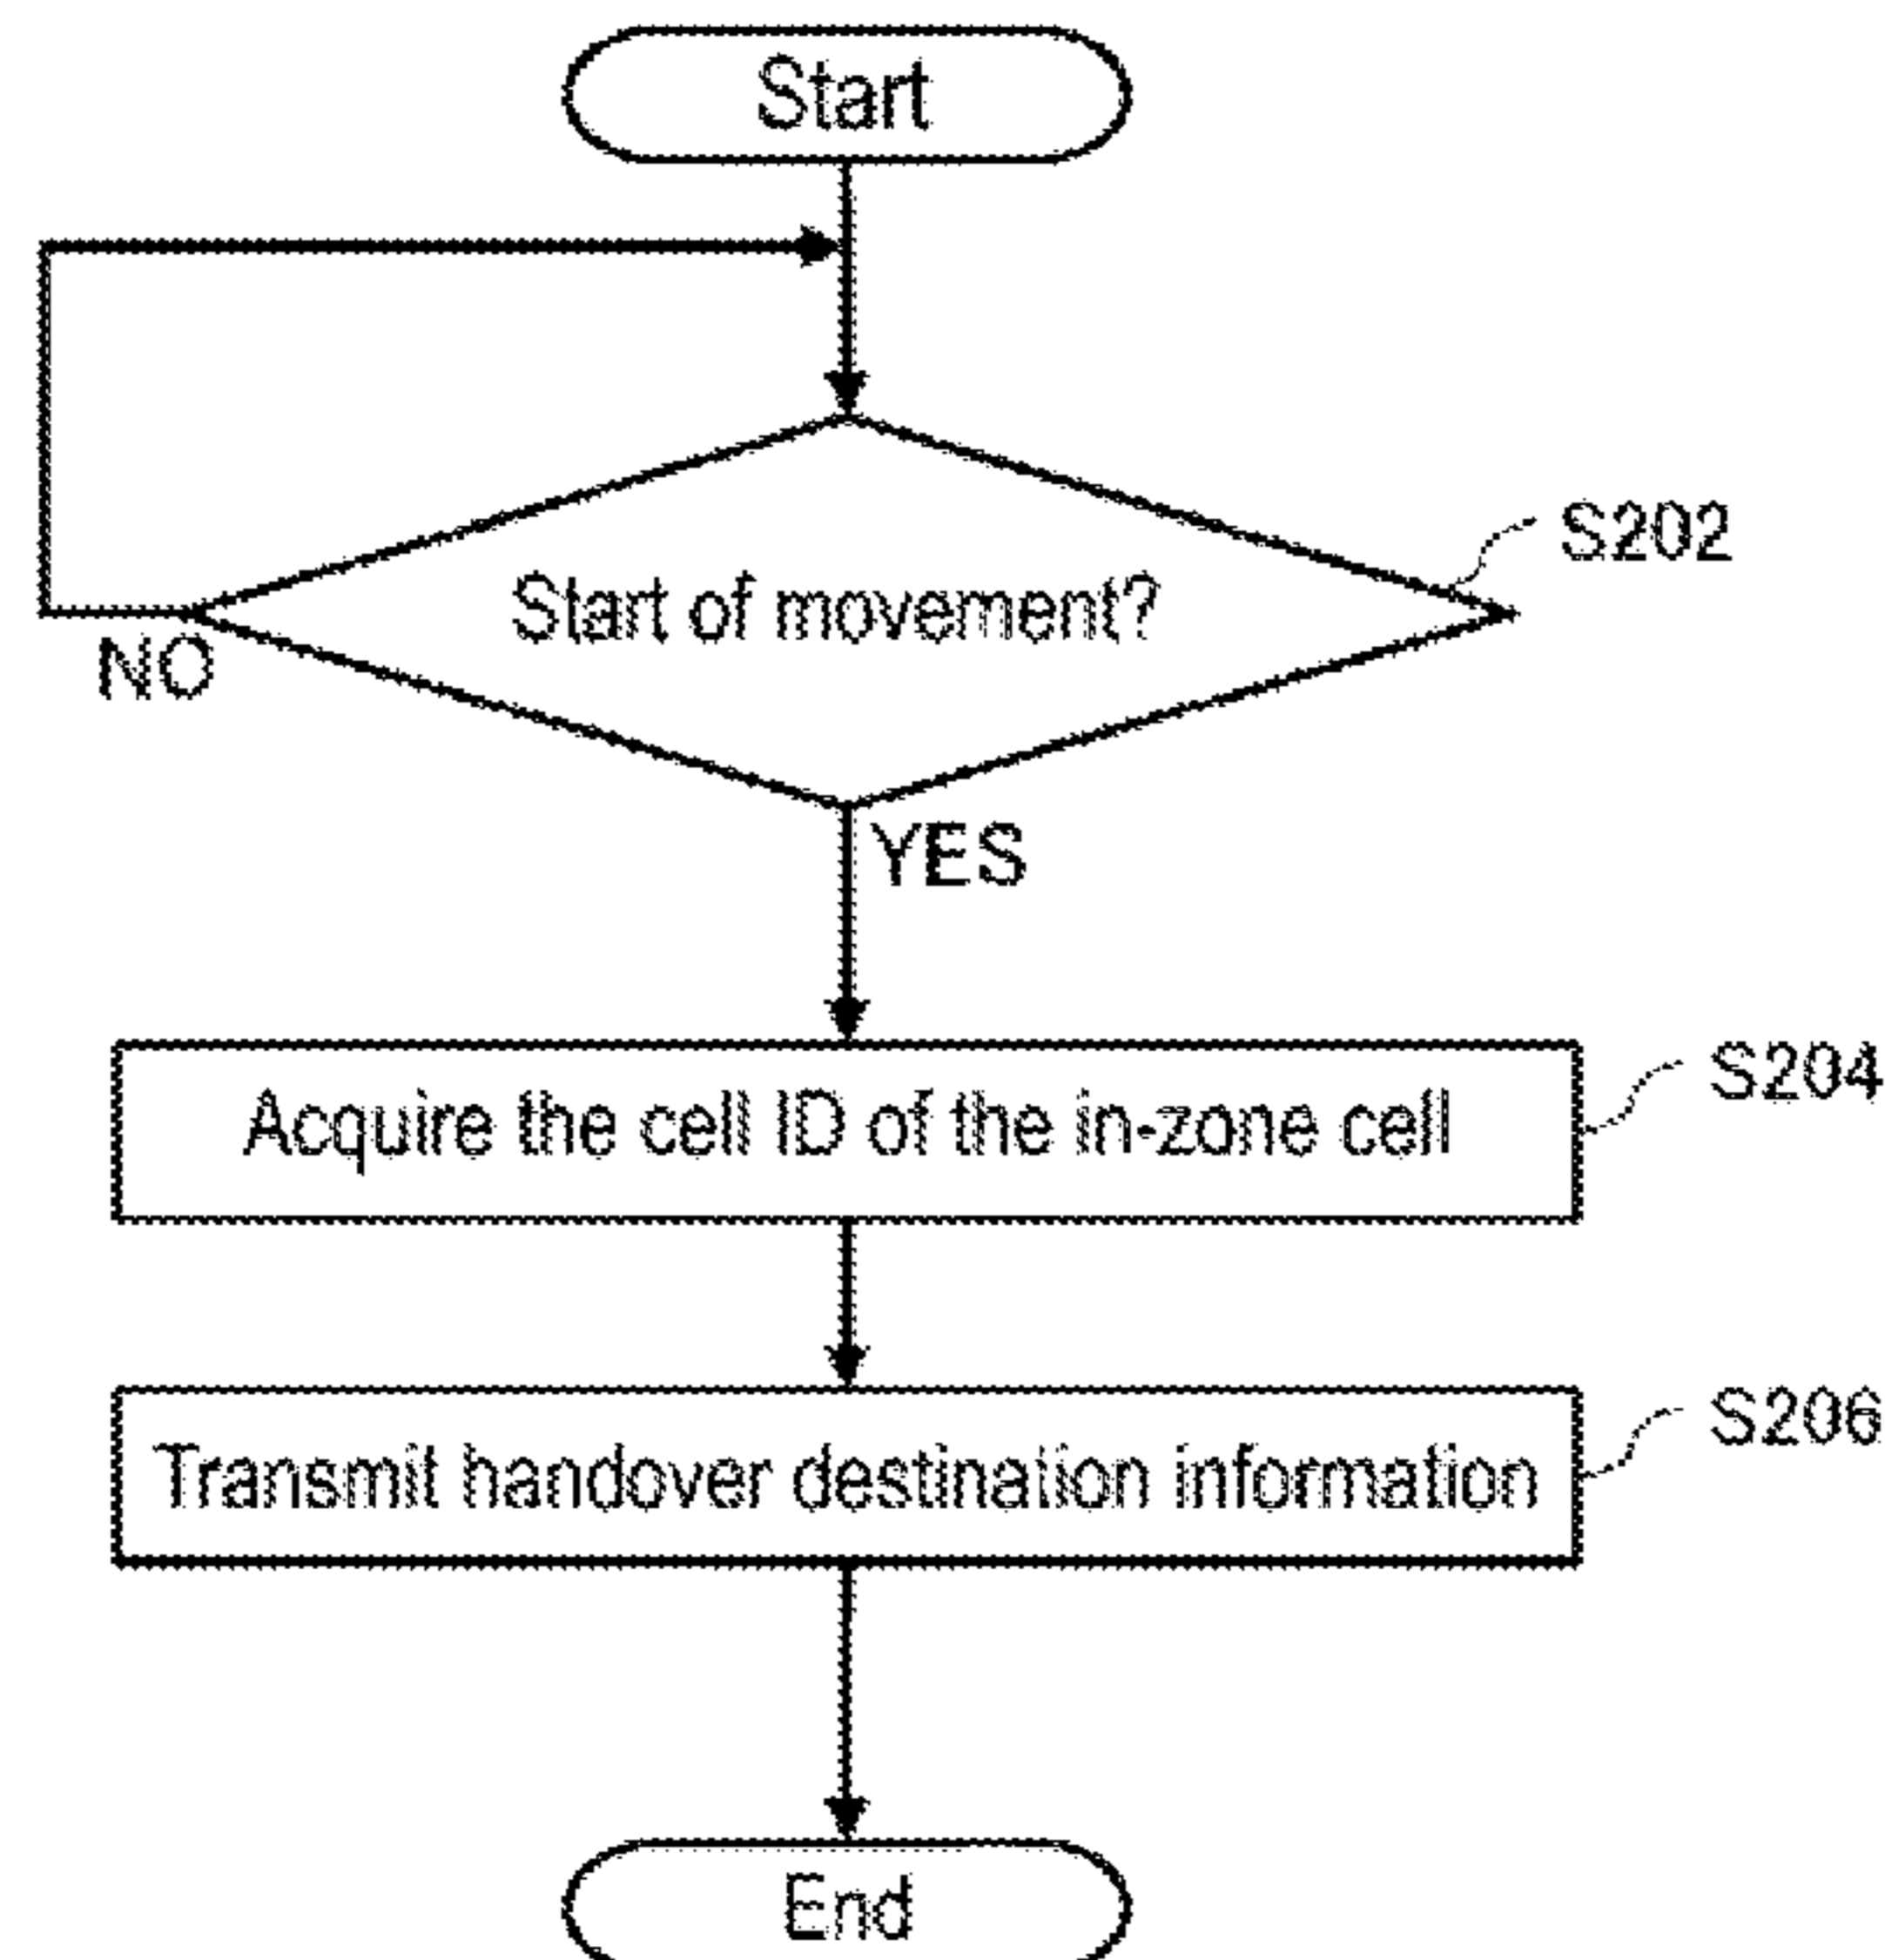 Start
S202
Start of movement?
NO
YES
S204
Acquire the cell ID of the in-zone cell
S206
Transmit handover destination information
End